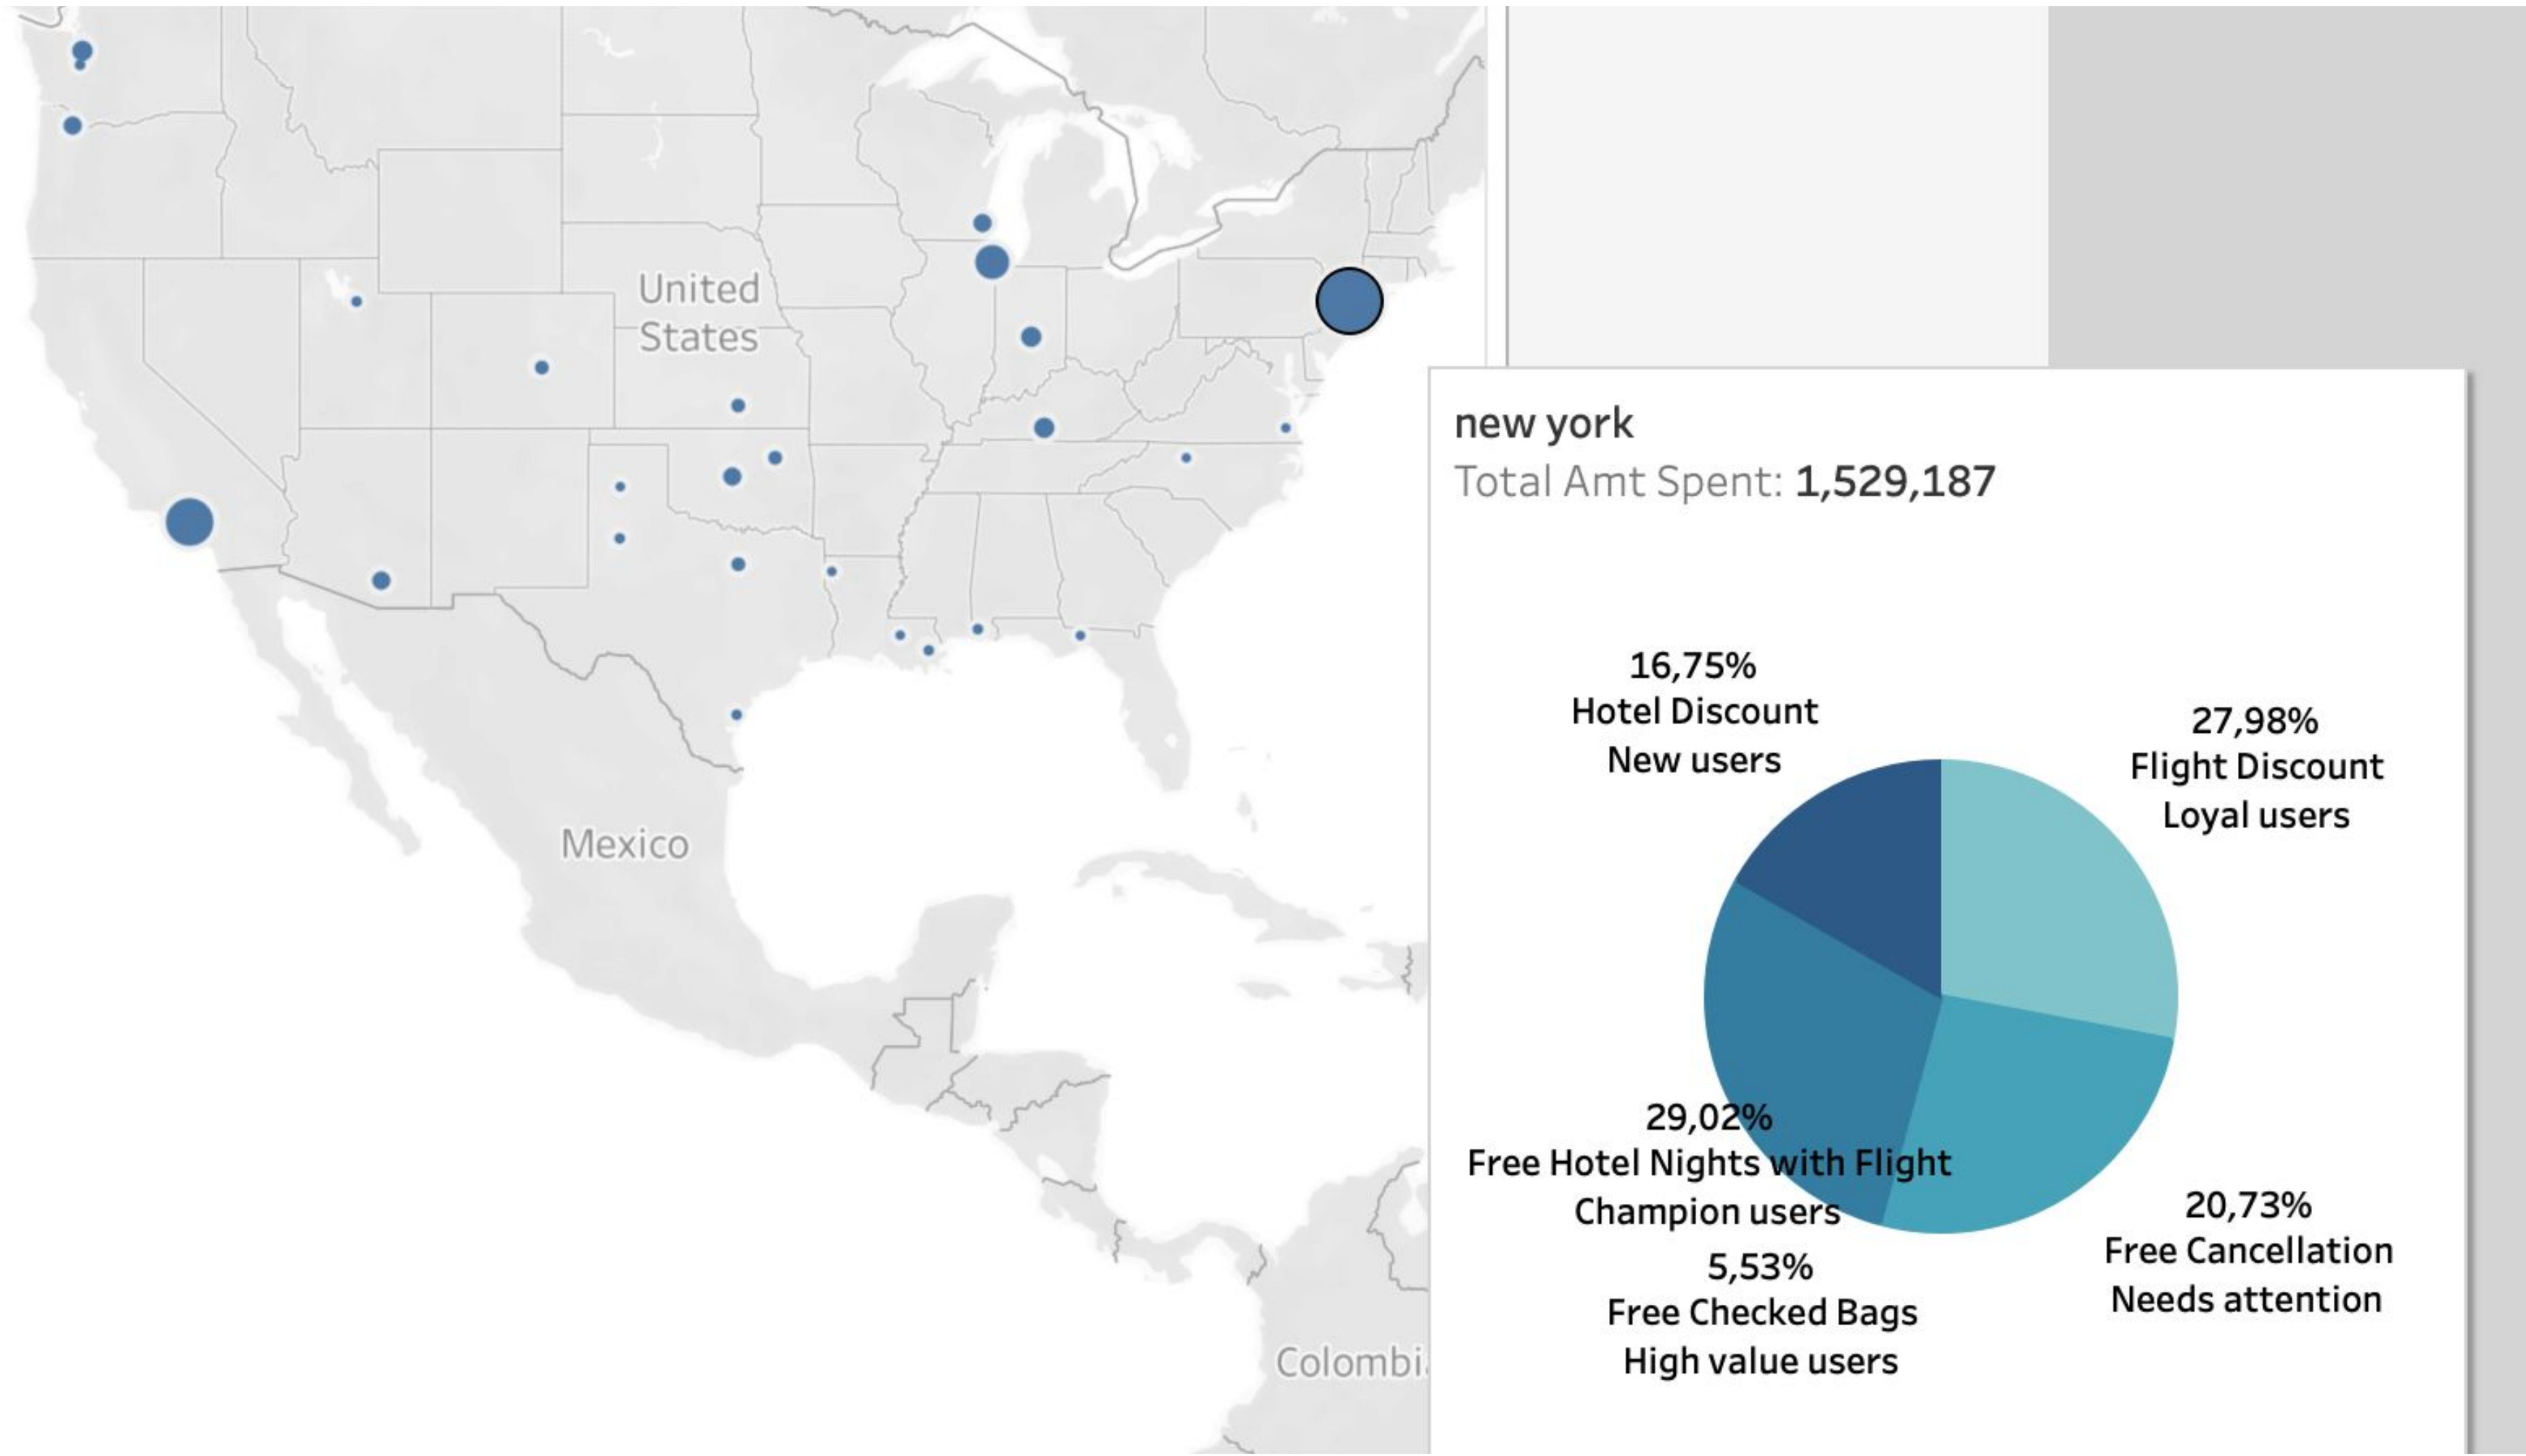 United
States
Mexico
Colombi
new york
Total Amt Spent: 1,529,187
16,75%
Hotel Discount
New users
27,98%
Flight Discount
Loyal users
29,02%
Free Hotel Nights with Flight
Champion users
5,53%
Free Checked Bags
High value users
20,73%
Free Cancellation
Needs attention